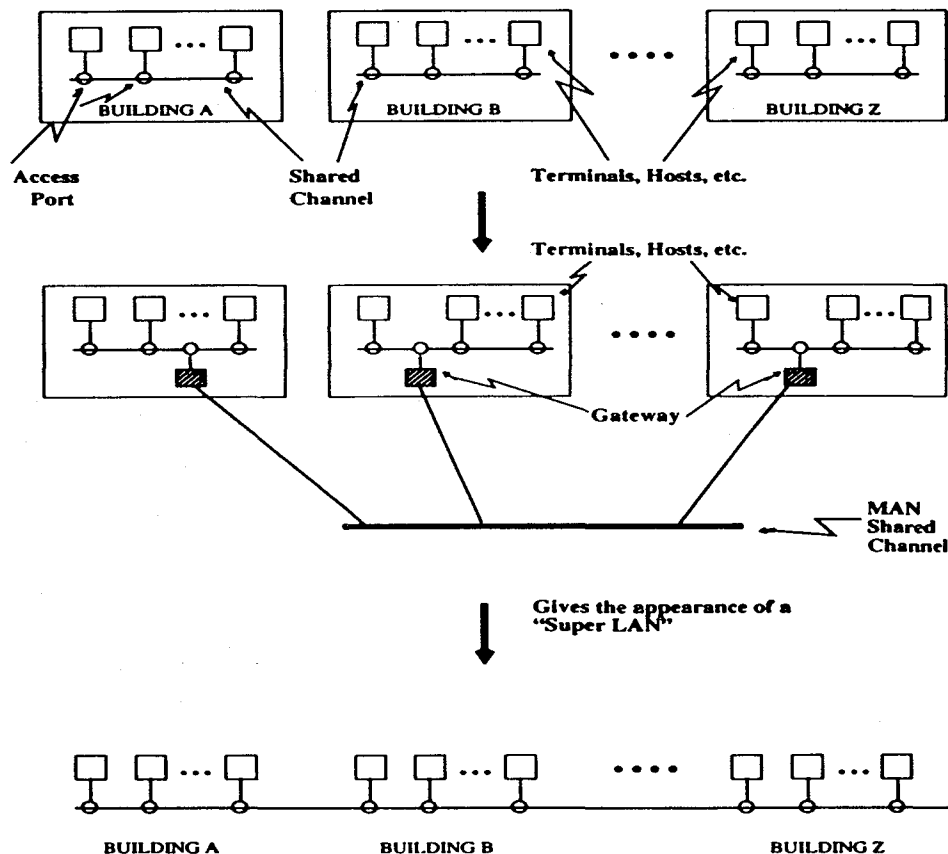 BUILDING A
BUILDING B
BUILDING Z
Access
Port
Shared
Channel
Terminals, Hosts, etc.
Terminals, Hosts, etc.
Gateway
MAN
Shared
Channel
Gives the appearance of a
“Super LAN”
BUILDING A
BUILDING B
BUILDING Z